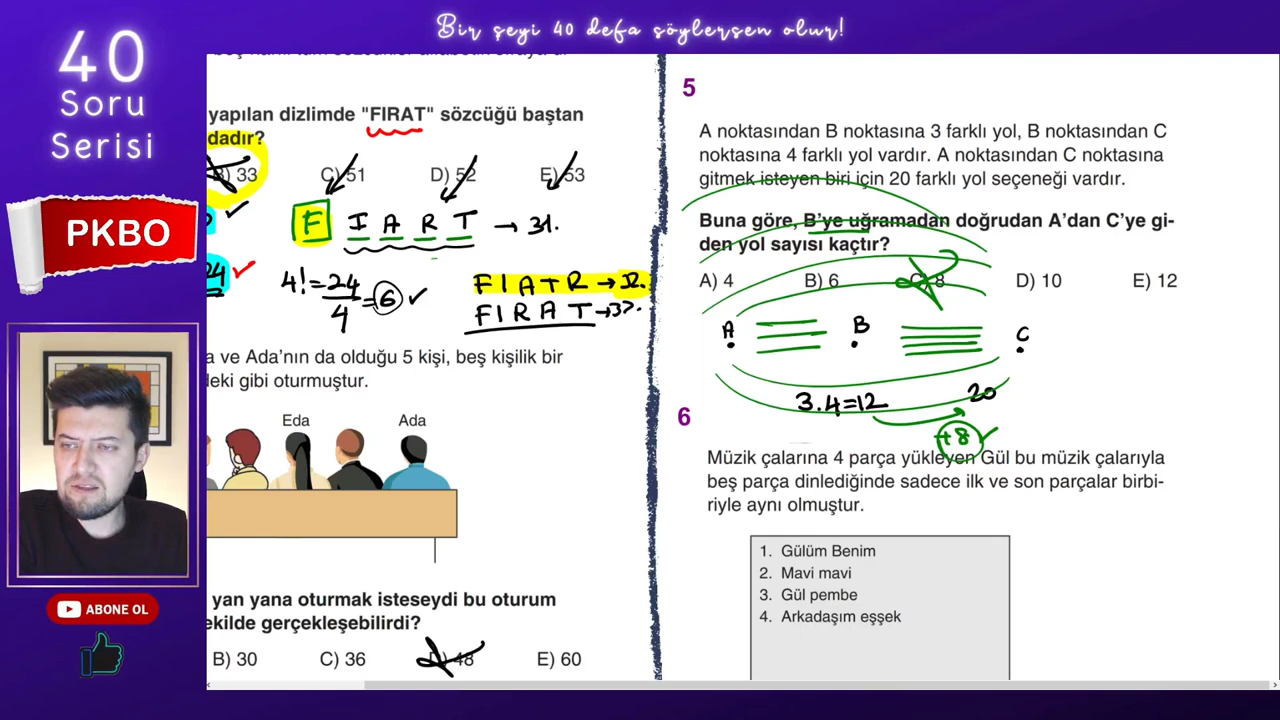 Bir şeyi 40 defa söylersen olur!
40
Soru
Serisi
PKBO
ABONE OL
yapılan dizlimde "FIRAT" sözcüğü baştan
dadır?
B) 33 C) 51 D) 52 E) 53
F I A R T → 31.
24
4! = 24
4
= 6
F I A T R → 32.
F I R A T → 33.
a ve Ada'nın da olduğu 5 kişi, beş kişilik bir
deki gibi oturmuştur.
Eda Ada
yan yana oturmak isteseydi bu oturum
ekilde gerçekleşebilirdi?
B) 30 C) 36 D) 48 E) 60
5
A noktasından B noktasına 3 farklı yol, B noktasından C
noktasına 4 farklı yol vardır. A noktasından C noktasına
gitmek isteyen biri için 20 farklı yol seçeneği vardır.
Buna göre, B'ye uğramadan doğrudan A'dan C'ye gi-
den yol sayısı kaçtır?
A) 4 B) 6 C) 8 D) 10 E) 12
A B C
3.4=12 20
+8
6
Müzik çalarına 4 parça yükleyen Gül bu müzik çalarıyla
beş parça dinlediğinde sadece ilk ve son parçalar birbi-
riyle aynı olmuştur.
1. Gülüm Benim
2. Mavi mavi
3. Gül pembe
4. Arkadaşım eşşek